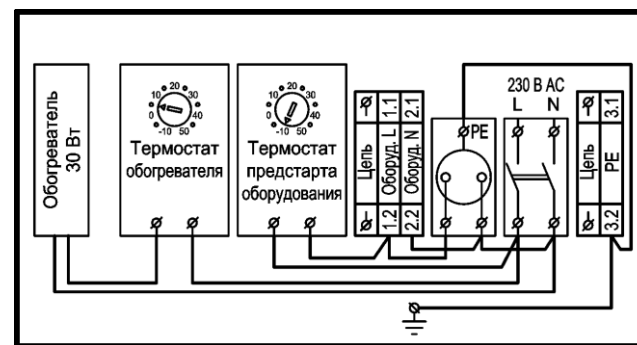 Обогреватель
30 Вт
-10 0 10 20 30 40 50
Термостат
обогревателя
-10 0 10 20 30 40 50
Термостат
предстарта
оборудования
Цепь
1.1
Оборуд. L
1.2
2.1
Оборуд. N
2.2
PE
230 В AC
L N
Цепь
3.1
PE
3.2